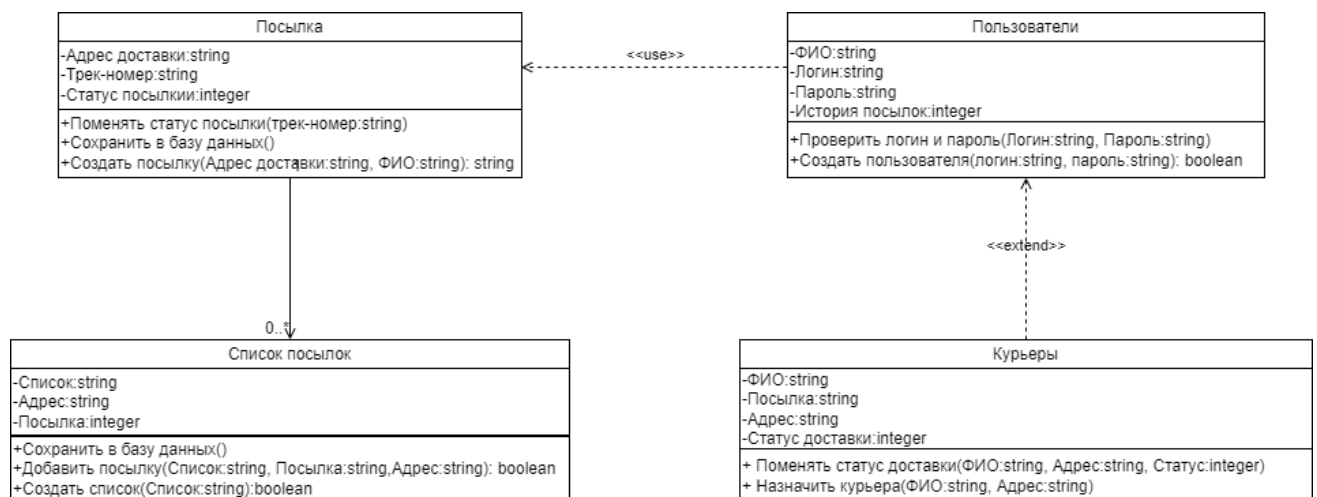 Посылка
-Адрес доставки:string
-Трек-номер:string
-Статус посылкии:integer
+Поменять статус посылки(трек-номер:string)
+Сохранить в базу данных()
+Создать посылку(Адрес доставки:string, ФИО:string): string
<<use>>
Пользователи
-ФИО:string
-Логин:string
-Пароль:string
-История посылок:integer
+Проверить логин и пароль(Логин:string, Пароль:string)
+Создать пользователя(логин:string, пароль:string): boolean
<<extend>>
0..*
Список посылок
-Список:string
-Адрес:string
-Посылка:integer
+Сохранить в базу данных()
+Добавить посылку(Список:string, Посылка:string,Адрес:string): boolean
+Создать список(Список:string):boolean
Курьеры
-ФИО:string
-Посылка:string
-Адрес:string
-Статус доставки:integer
+ Поменять статус доставки(ФИО:string, Адрес:string, Статус:integer)
+ Назначить курьера(ФИО:string, Адрес:string)